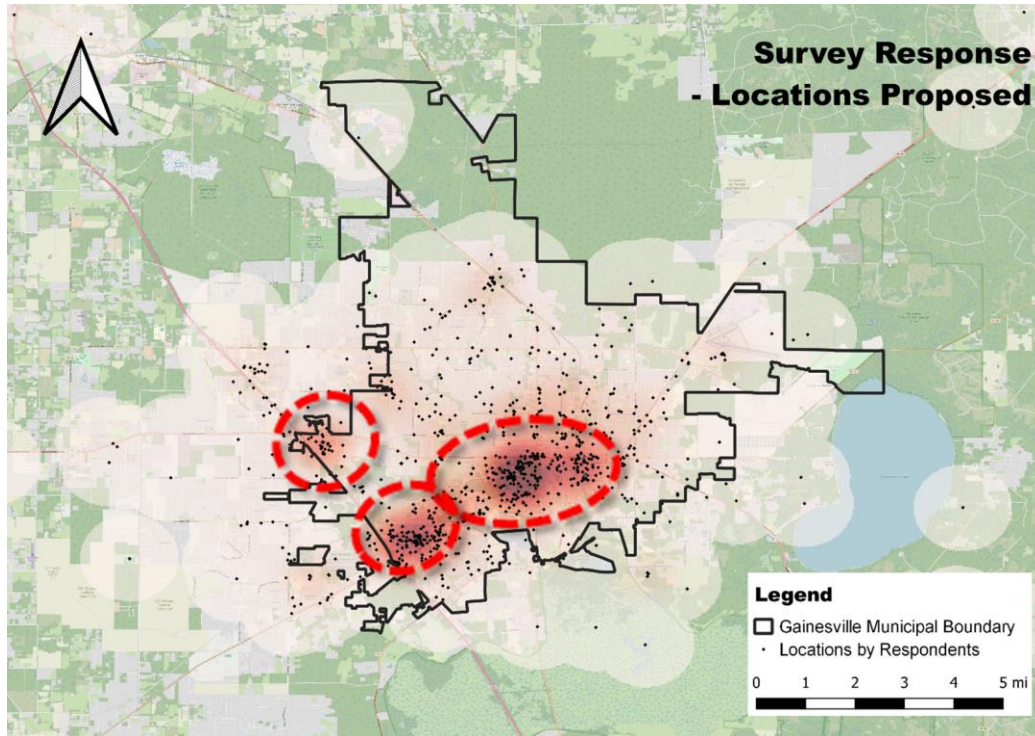 Survey Response
- Locations Proposed
Legend
Gainesville Municipal Boundary
Locations by Respondents
0 1 2 3 4 5 mi